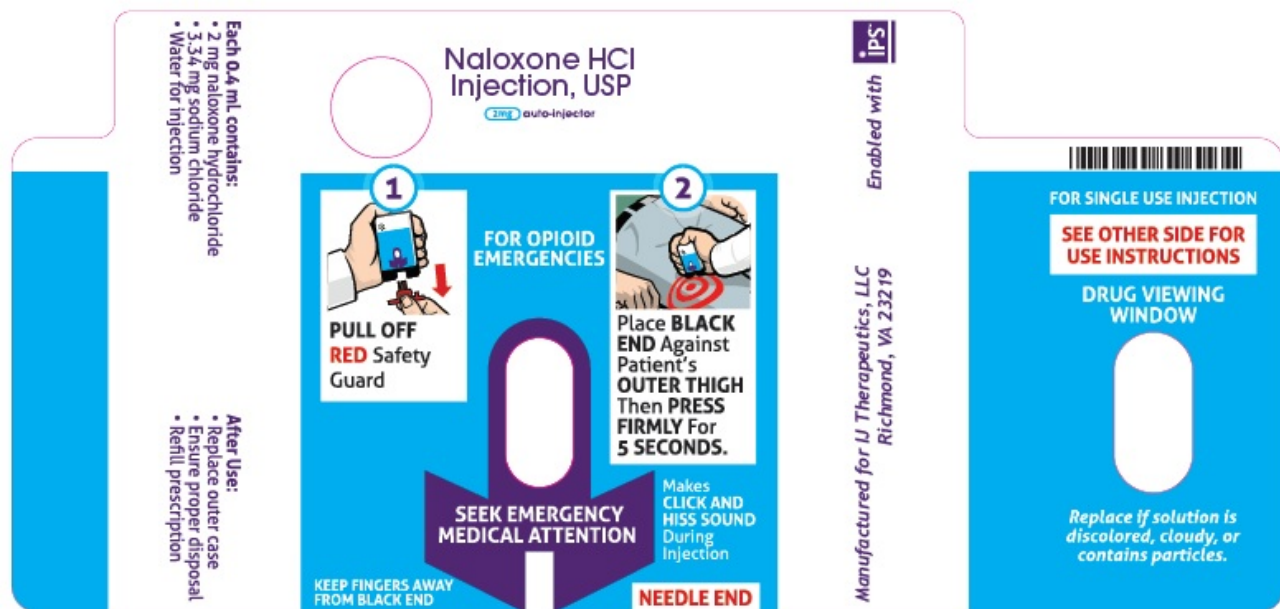 Each 0.4 mL contains:
• 2 mg naloxone hydrochloride
• 3.34 mg sodium chloride
• Water for injection
After Use:
• Replace outer case
• Ensure proper disposal
• Refill prescription
Naloxone HCl
Injection, USP
2mg auto-injector
1
PULL OFF
RED Safety
Guard
FOR OPIOID
EMERGENCIES
2
Place BLACK
END Against
Patient's
OUTER THIGH
Then PRESS
FIRMLY For
5 SECONDS.
SEEK EMERGENCY
MEDICAL ATTENTION
Makes
CLICK AND
HISS SOUND
During
Injection
KEEP FINGERS AWAY
FROM BLACK END
NEEDLE END
Enabled with iPS™
Manufactured for IJ Therapeutics, LLC
Richmond, VA 23219
FOR SINGLE USE INJECTION
SEE OTHER SIDE FOR
USE INSTRUCTIONS
DRUG VIEWING
WINDOW
Replace if solution is
discolored, cloudy, or
contains particles.